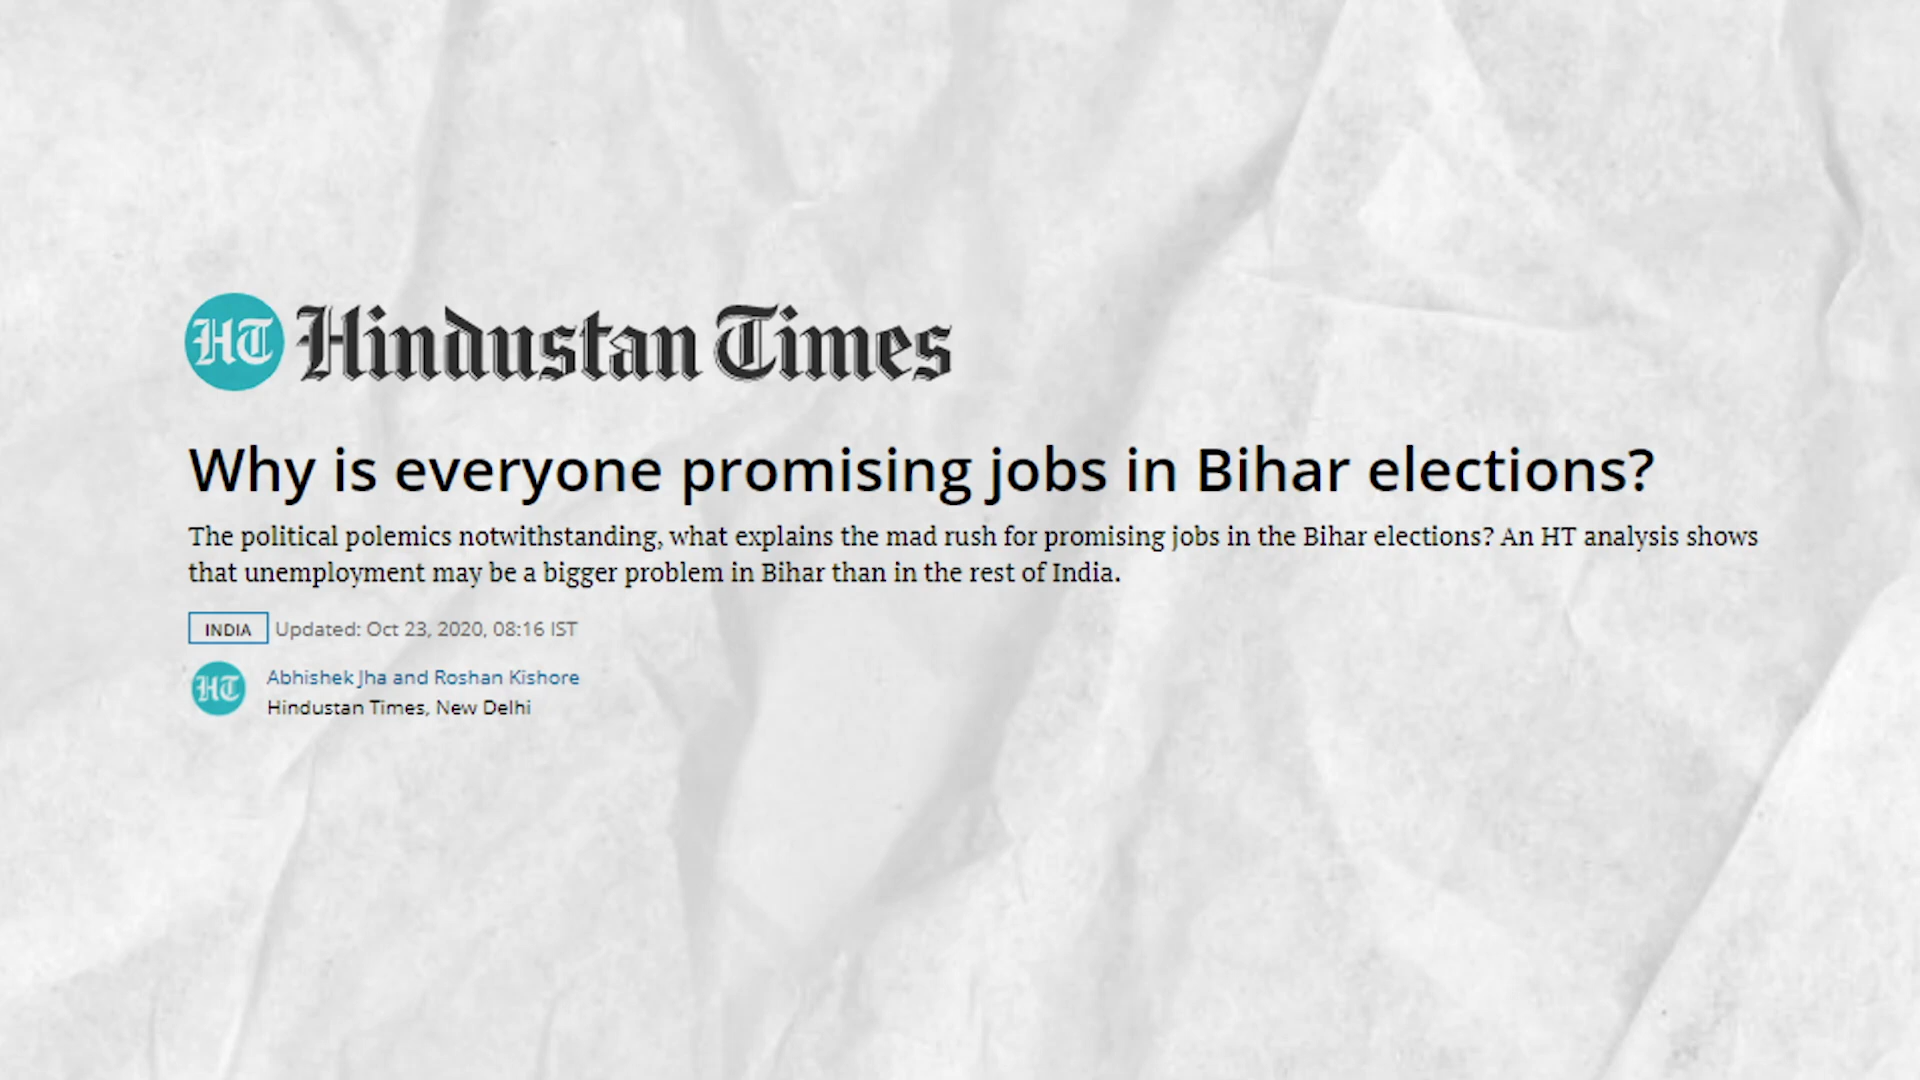 HT Hindustan Times
Why is everyone promising jobs in Bihar elections?
The political polemics notwithstanding, what explains the mad rush for promising jobs in the Bihar elections? An HT analysis shows
that unemployment may be a bigger problem in Bihar than in the rest of India.
INDIA Updated: Oct 23, 2020, 08:16 IST
HT Abhishek Jha and Roshan Kishore
Hindustan Times, New Delhi